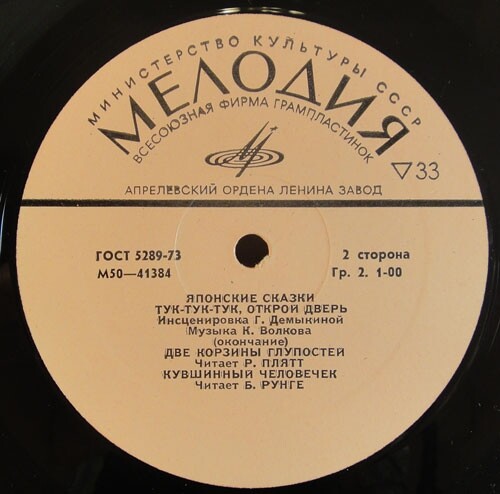 МИНИСТЕРСТВО КУЛЬТУРЫ СССР
МЕЛОДИЯ
ВСЕСОЮЗНАЯ ФИРМА ГРАМПЛАСТИНОК
▽33
АПРЕЛЕВСКИЙ ОРДЕНА ЛЕНИНА ЗАВОД
ГОСТ 5289-73
2 сторона
М50—41384
Гр. 2. 1-00
ЯПОНСКИЕ СКАЗКИ
ТУК-ТУК-ТУК, ОТКРОЙ ДВЕРЬ
Инсценировка Г. Демыкиной
Музыка К. Волкова
(окончание)
ДВЕ КОРЗИНЫ ГЛУПОСТЕЙ
Читает Р. ПЛЯТТ
КУВШИННЫЙ ЧЕЛОВЕЧЕК
Читает Б. РУНГЕ